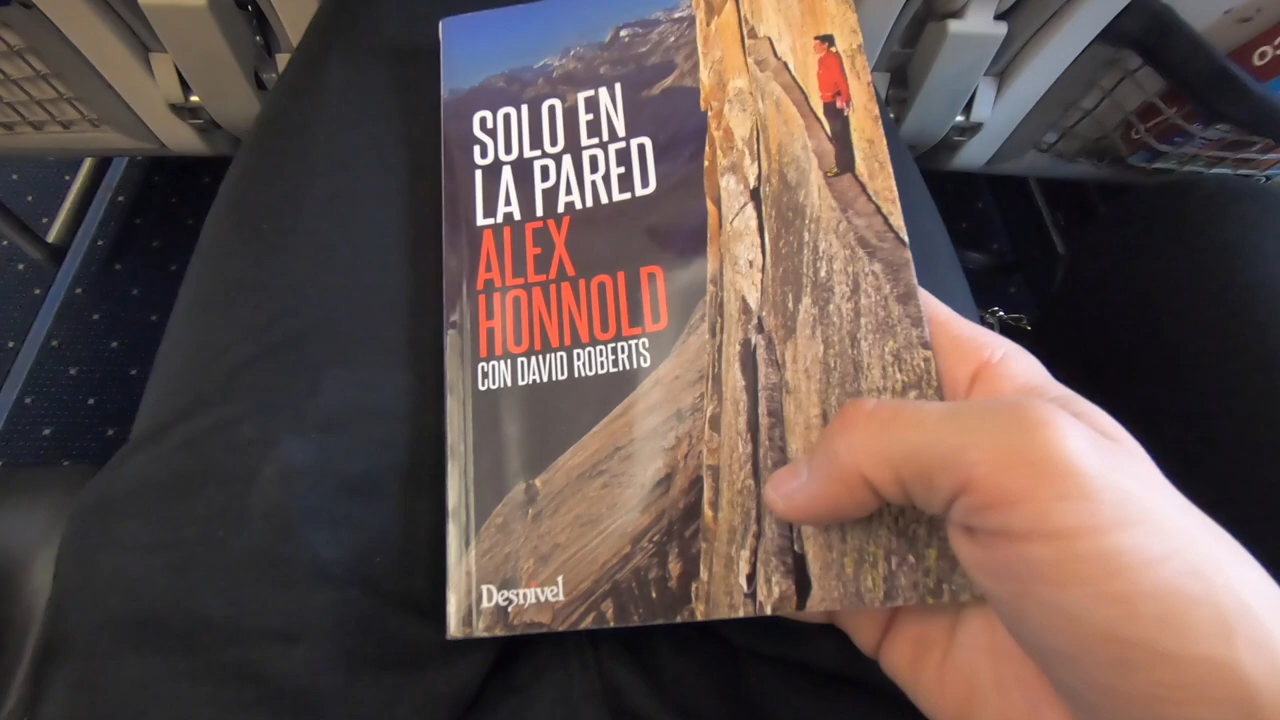 SOLO EN
LA PARED
ALEX
HONNOLD
CON DAVID ROBERTS
Desnivel